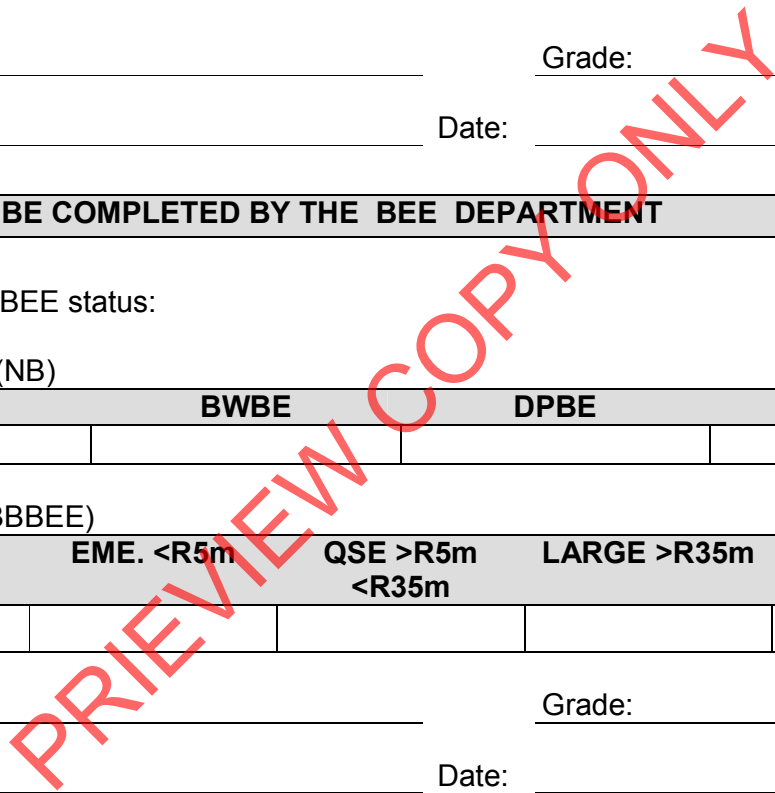 Grade:
Date:
BE COMPLETED BY THE BEE DEPARTMENT
BEE status:
(NB)
BWBE DPBE
BBBEE)
EME. <R5m QSE >R5m LARGE >R35m
<R35m
Grade:
Date:
PRIEVIEW COPY ONLY